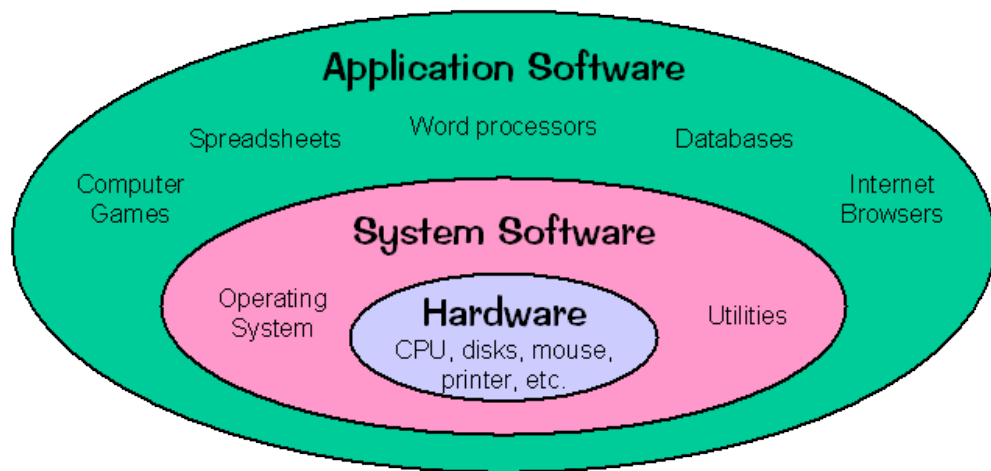 Application Software
Word processors
Spreadsheets
Databases
Computer
Games
Internet
Browsers
System Software
Operating
System
Utilities
Hardware
CPU, disks, mouse,
printer, etc.